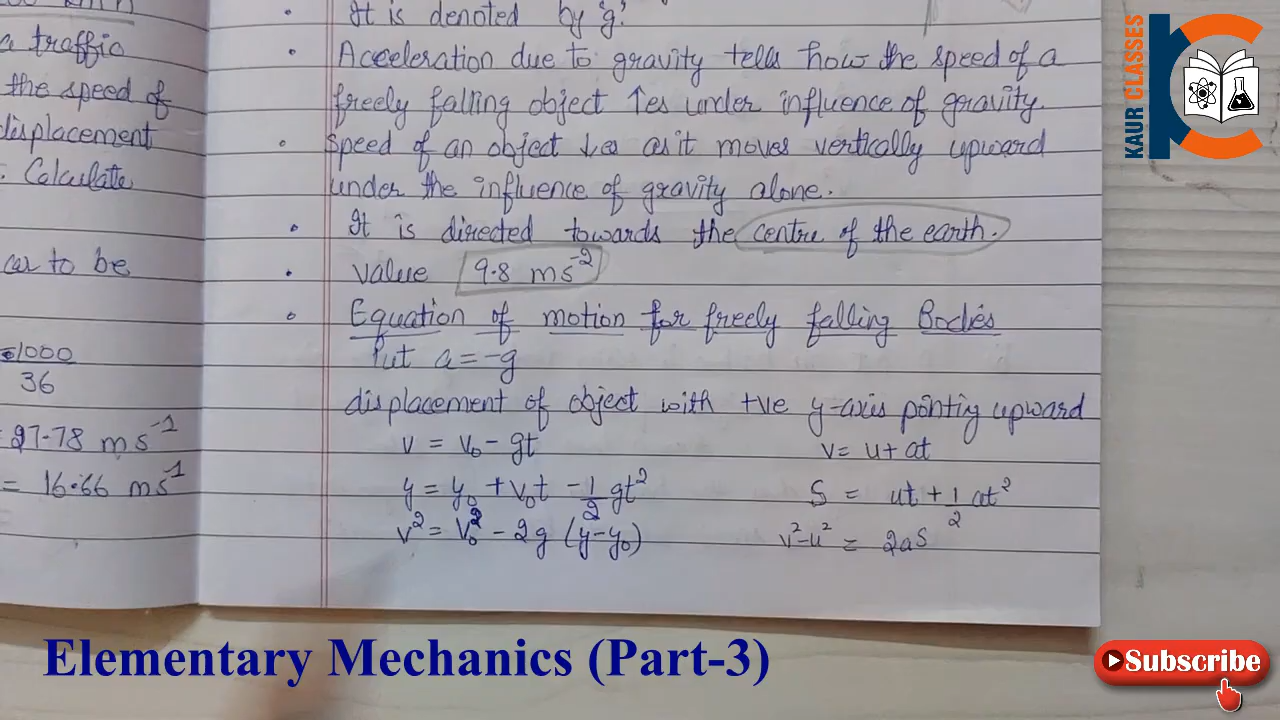 a traffic
the speed of
displacement
: Calculate
car to be
1000
36
= 27.78 ms⁻¹
= 16.66 ms⁻¹
• It is denoted by 'g'.
• Acceleration due to gravity tells how the speed of a
freely falling object ↑es under influence of gravity.
• Speed of an object ↓es as it moves vertically upward
under the influence of gravity alone.
• It is directed towards the centre of the earth.
• value 9.8 ms⁻²
• Equation of motion for freely falling Bodies
Put a = -g
displacement of object with +ve y-axis pointiy upward
v = v₀ - gt v = u + at
y = y₀ + v₀t - 1/2 gt² S = ut + 1/2 at²
v² = v₀² - 2g (y-y₀) v²-u² = 2aS
KAUR CLASSES
Elementary Mechanics (Part-3)
Subscribe